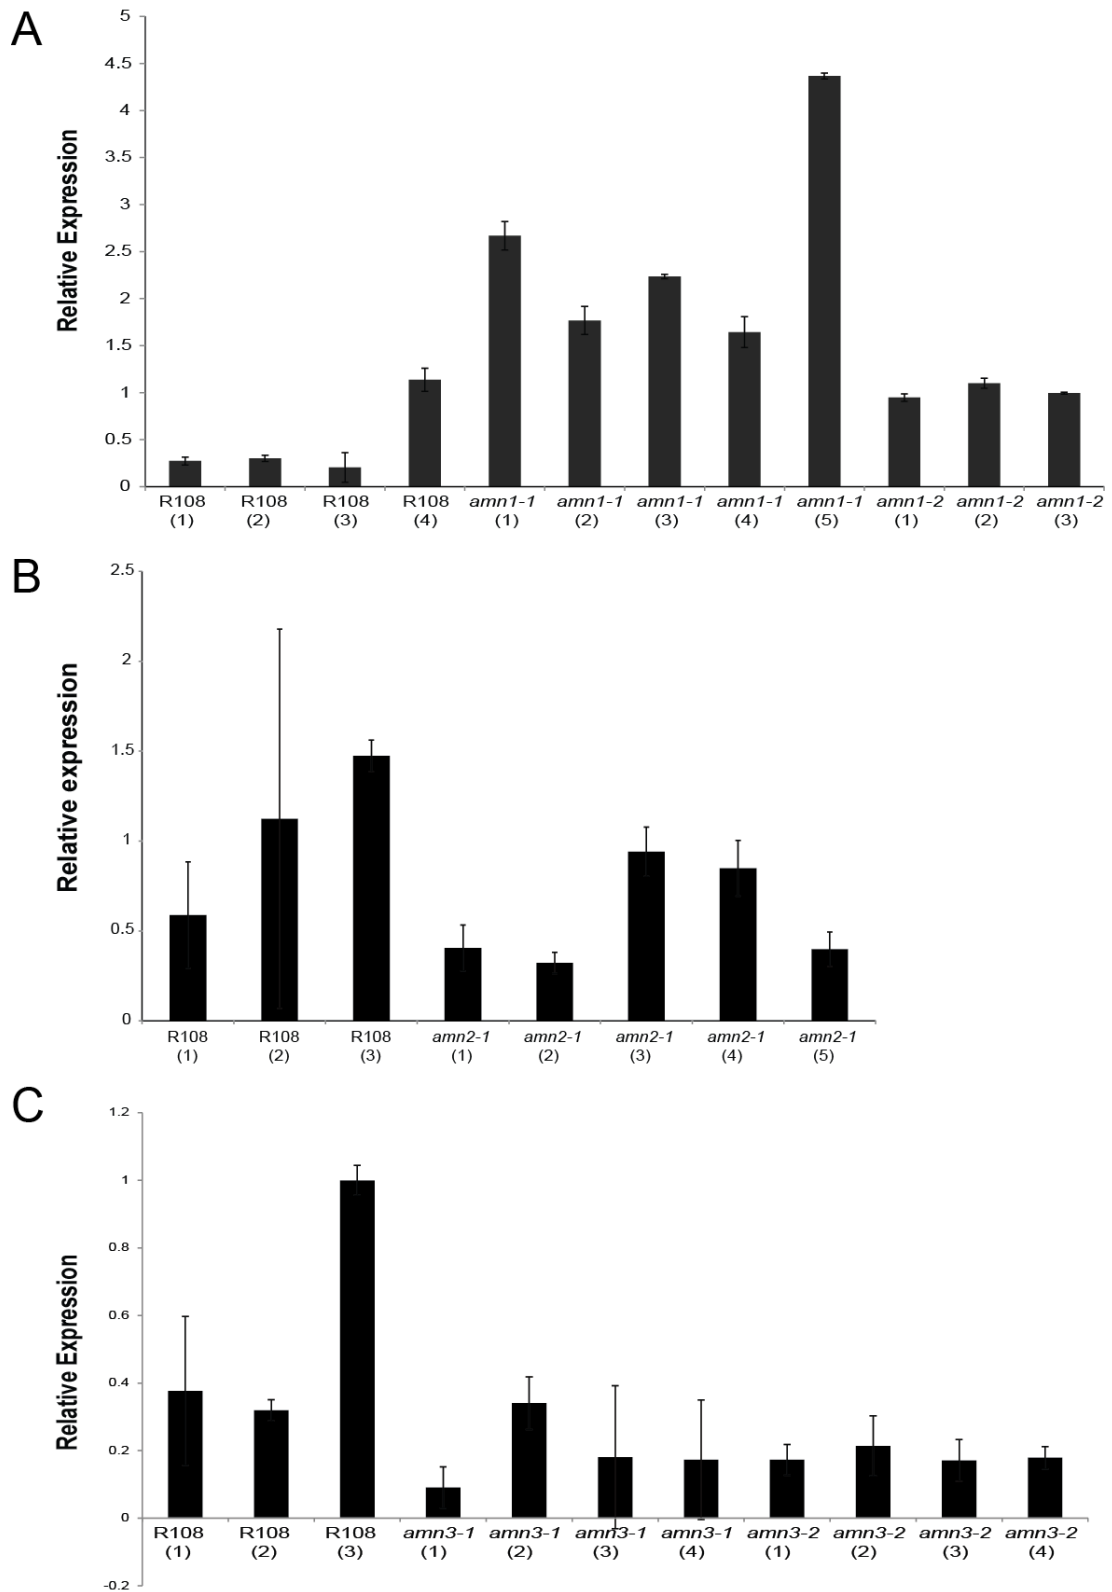 A
Relative Expression
5
4.5
4
3.5
3
2.5
2
1.5
1
0.5
0
R108 R108 R108 R108 amn1-1 amn1-1 amn1-1 amn1-1 amn1-1 amn1-2 amn1-2 amn1-2
(1) (2) (3) (4) (1) (2) (3) (4) (5) (1) (2) (3)
B
Relative expression
2.5
2
1.5
1
0.5
0
R108 R108 R108 amn2-1 amn2-1 amn2-1 amn2-1 amn2-1
(1) (2) (3) (1) (2) (3) (4) (5)
C
Relative Expression
1.2
1
0.8
0.6
0.4
0.2
0
R108 R108 R108 amn3-1 amn3-1 amn3-1 amn3-1 amn3-2 amn3-2 amn3-2 amn3-2
(1) (2) (3) (1) (2) (3) (4) (1) (2) (3) (4)
-0.2